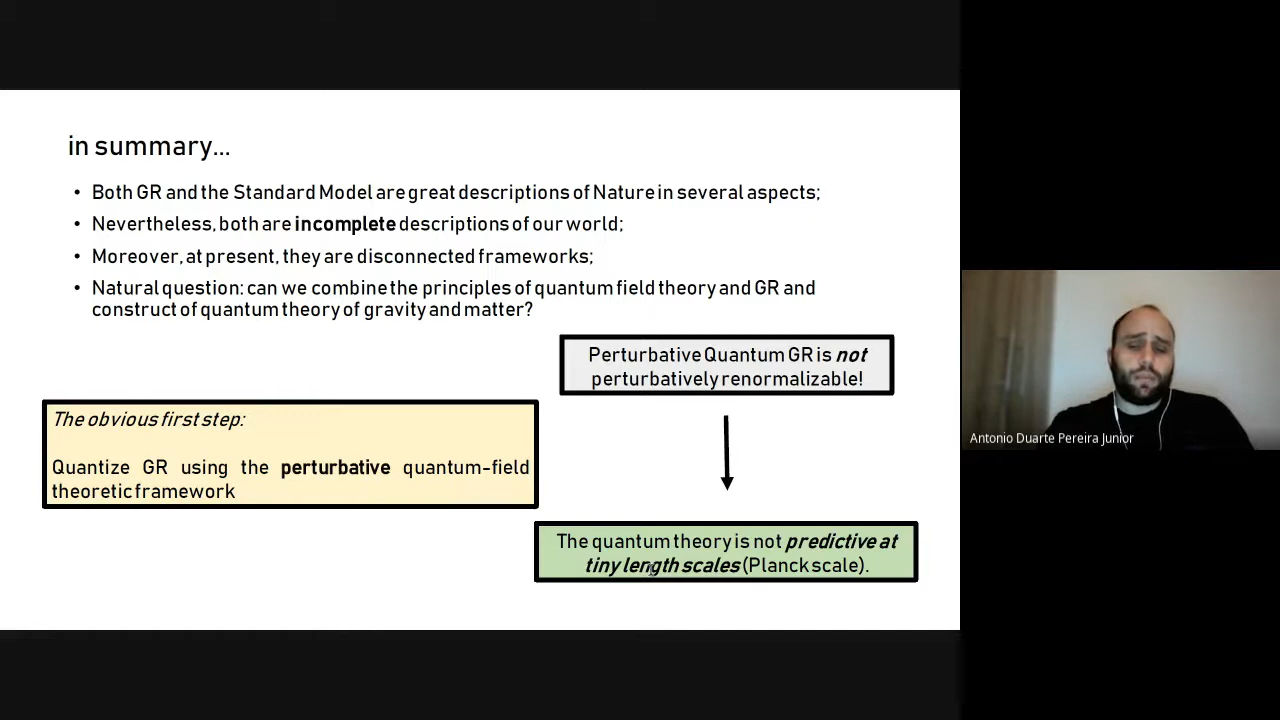 in summary...
• Both GR and the Standard Model are great descriptions of Nature in several aspects;
• Nevertheless, both are incomplete descriptions of our world;
• Moreover, at present, they are disconnected frameworks;
• Natural question: can we combine the principles of quantum field theory and GR and
construct of quantum theory of gravity and matter?
Perturbative Quantum GR is not
perturbatively renormalizable!
The obvious first step:
Quantize GR using the perturbative quantum-field
theoretic framework
The quantum theory is not predictive at
tiny length scales (Planck scale).
Antonio Duarte Pereira Junior